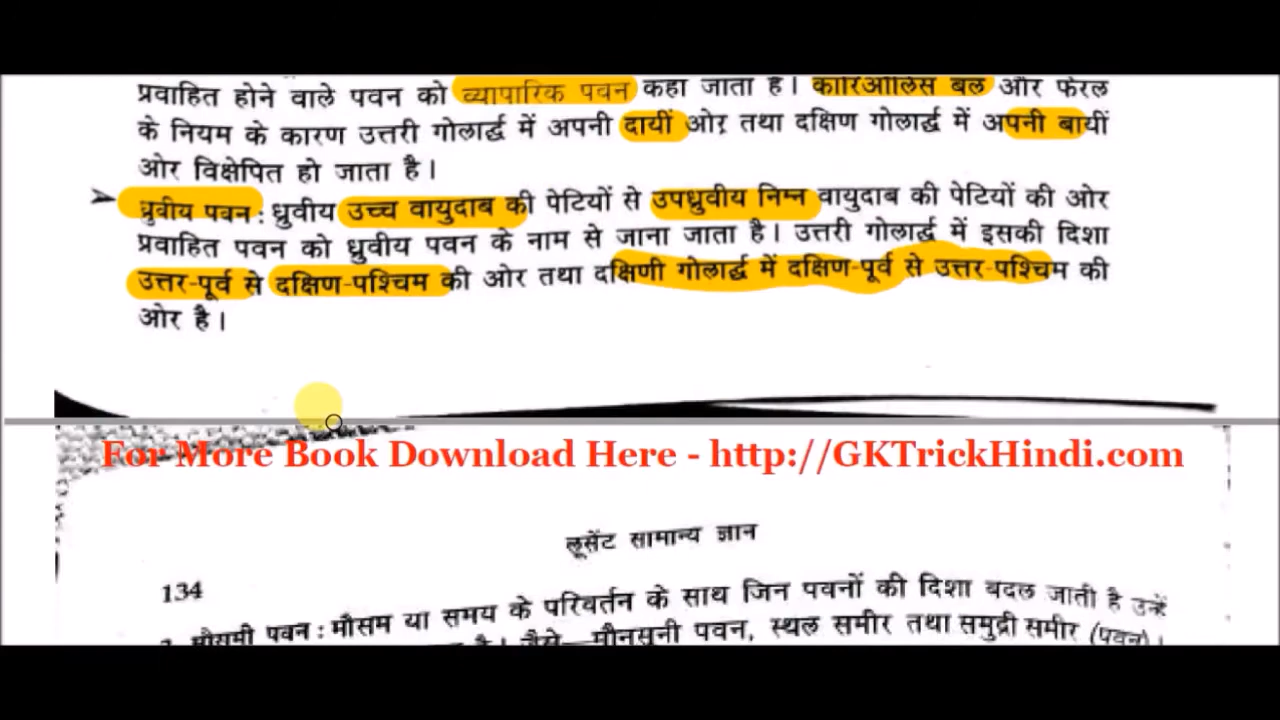 प्रवाहित होने वाले पवन को व्यापारिक पवन कहा जाता है। कोरिऑलिस बल और फेरल
के नियम के कारण उत्तरी गोलार्द्ध में अपनी दायीं ओर तथा दक्षिण गोलार्द्ध में अपनी बायीं
ओर विक्षेपित हो जाता है।
➤ ध्रुवीय पवन : ध्रुवीय उच्च वायुदाब की पेटियों से उपध्रुवीय निम्न वायुदाब की पेटियों की ओर
प्रवाहित पवन को ध्रुवीय पवन के नाम से जाना जाता है। उत्तरी गोलार्द्ध में इसकी दिशा
उत्तर-पूर्व से दक्षिण-पश्चिम की ओर तथा दक्षिणी गोलार्द्ध में दक्षिण-पूर्व से उत्तर-पश्चिम की
ओर है।
For More Book Download Here - http://GKTrickHindi.com
लूसेंट सामान्य ज्ञान
134
मौसमी पवन : मौसम या समय के परिवर्तन के साथ जिन पवनों की दिशा बदल जाती है उन्हें
है। जैसे— मौनसूनी पवन, स्थल समीर तथा समुद्री समीर (पवन)।